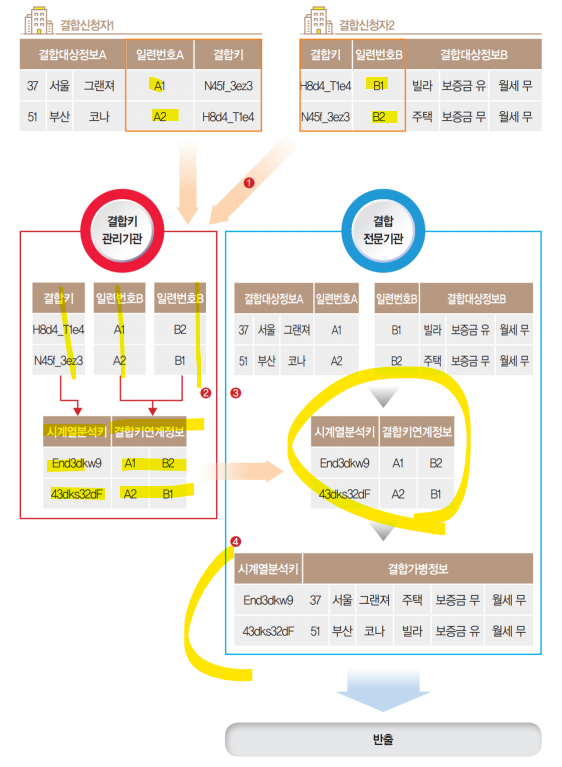 결합신청자1
결합신청자2
결합대상정보A 일련번호A 결합키
37 서울 그랜져 A1 N45f_3ez3
51 부산 코나 A2 H8d4_T1e4
결합키 일련번호B 결합대상정보B
H8d4_T1e4 B1 빌라 보증금 유 월세 무
N45f_3ez3 B2 주택 보증금 무 월세 무
❶
결합키
관리기관
결합
전문기관
결합키 일련번호B 일련번호B
H8d4_T1e4 A1 B2
N45f_3ez3 A2 B1
❷
시계열분석키 결합키연계정보
End3dkw9 A1 B2
43dks32dF A2 B1
결합대상정보A 일련번호A
37 서울 그랜져 A1
51 부산 코나 A2
일련번호B 결합대상정보B
B1 빌라 보증금 유 월세 무
B2 주택 보증금 무 월세 무
❸
시계열분석키 결합키연계정보
End3dkw9 A1 B2
43dks32dF A2 B1
❹
시계열분석키 결합가병정보
End3dkw9 37 서울 그랜져 주택 보증금 무 월세 무
43dks32dF 51 부산 코나 빌라 보증금 유 월세 무
반출